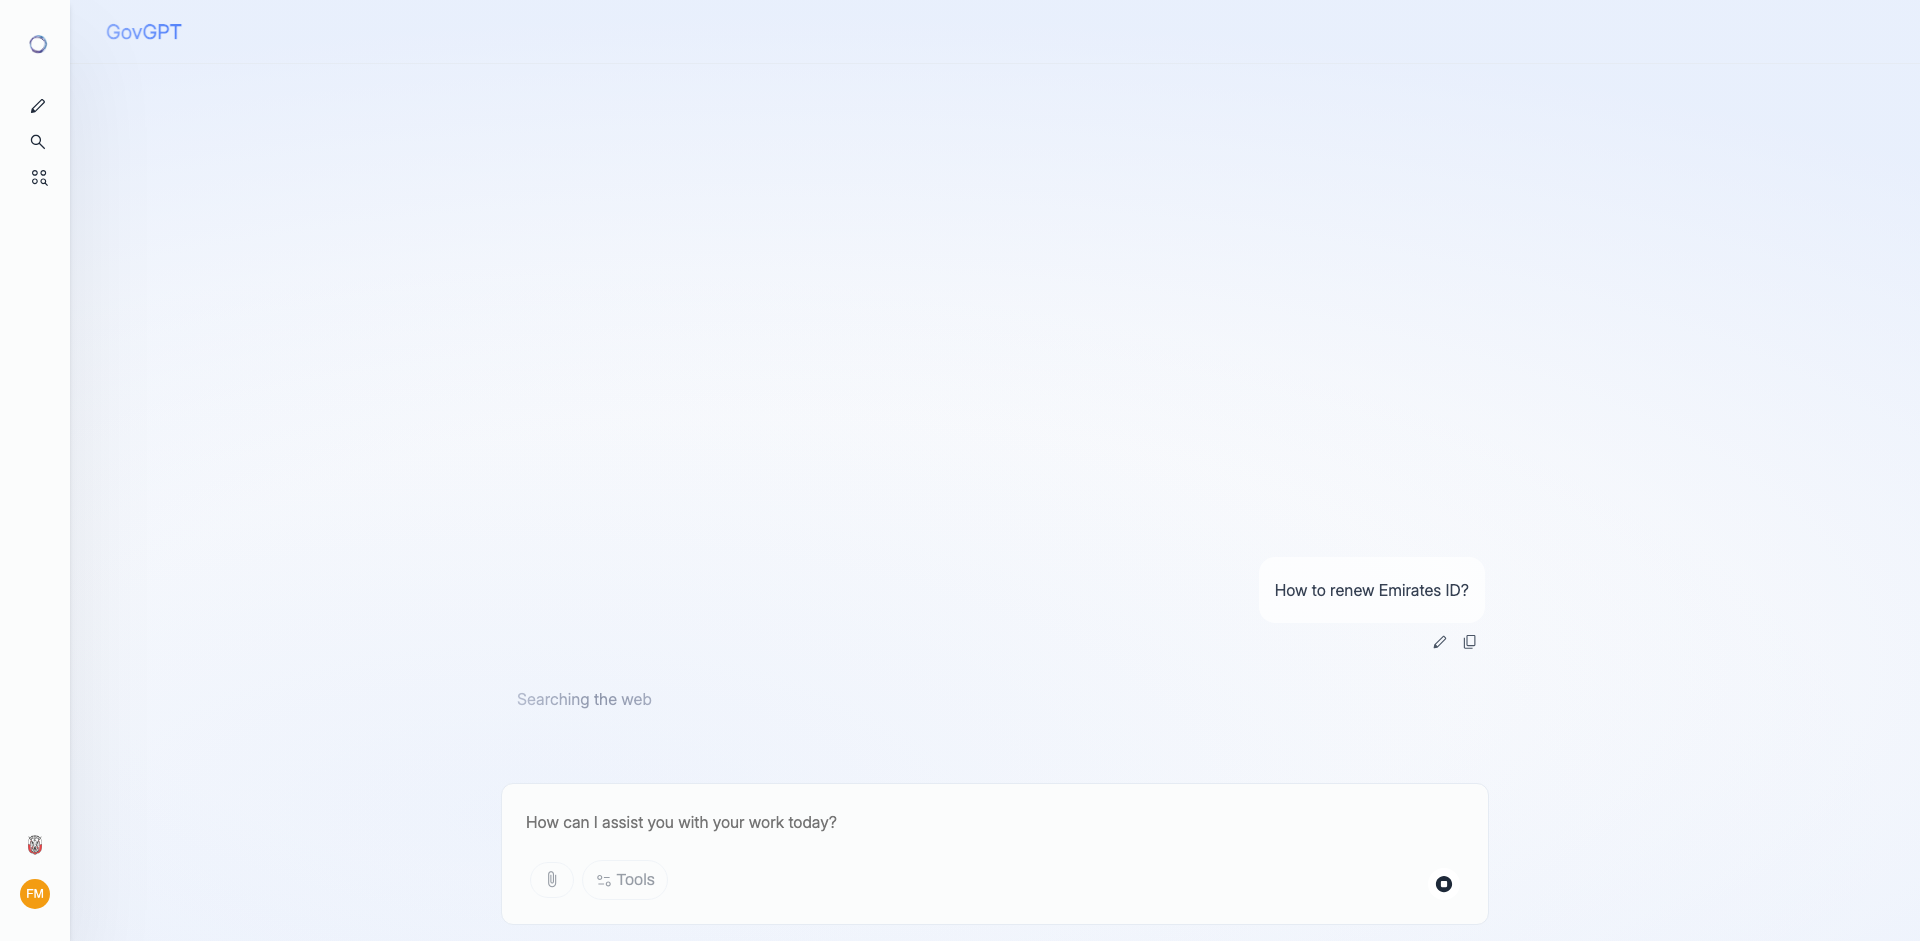 GovGPT
How to renew Emirates ID?
Searching the web
How can I assist you with your work today?
Tools
FM